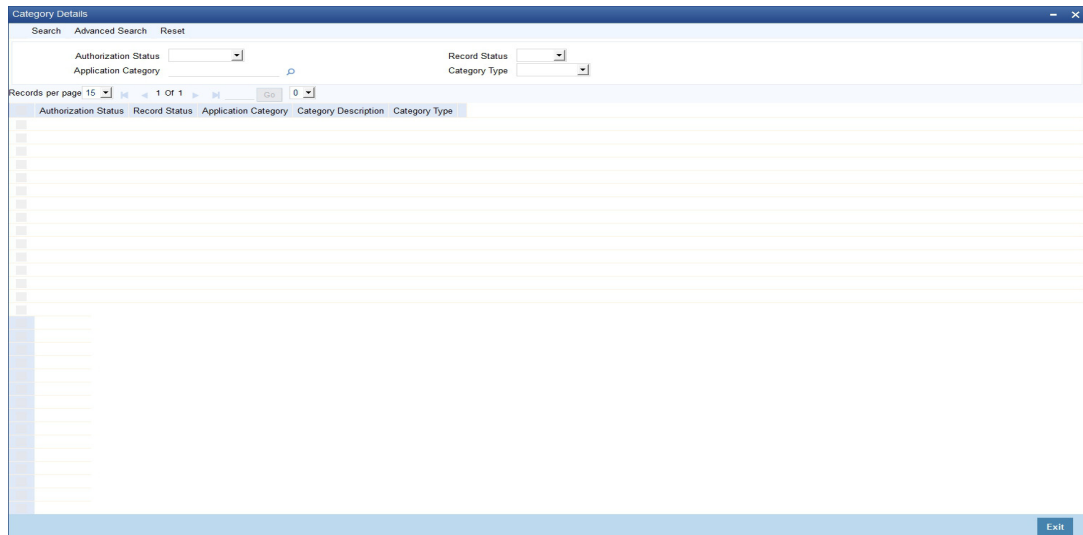 Category Details
Search Advanced Search Reset
Authorization Status Record Status
Application Category Category Type
Records per page 15 1 Of 1 Go 0
Authorization Status Record Status Application Category Category Description Category Type
Exit